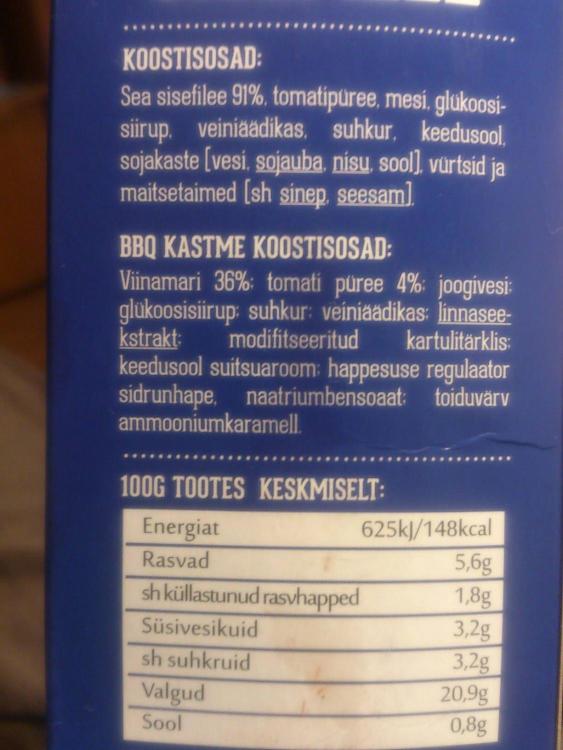 KOOSTISOSAD:
Sea sisefilee 91%, tomatipüree, mesi, glükoosi-
siirup, veiniäädikas, suhkur, keedusool,
sojakaste [vesi, sojauba, nisu, sool], vürtsid ja
maitsetaimed [sh sinep, seesam].
BBQ KASTME KOOSTISOSAD:
Viinamari 36%; tomati püree 4%; joogivesi;
glükoosisiirup; suhkur; veiniäädikas; linnasee-
kstrakt; modifitseeritud kartulitärklis;
keedusool suitsuaroom; happesuse regulaator
sidrunhape, naatriumbensoaat; toiduvärv
ammooniumkaramell.
100G TOOTES KESKMISELT:
Energiat 625kJ/148kcal
Rasvad 5,6g
sh küllastunud rasvhapped 1,8g
Süsivesikuid 3,2g
sh suhkruid 3,2g
Valgud 20,9g
Sool 0,8g